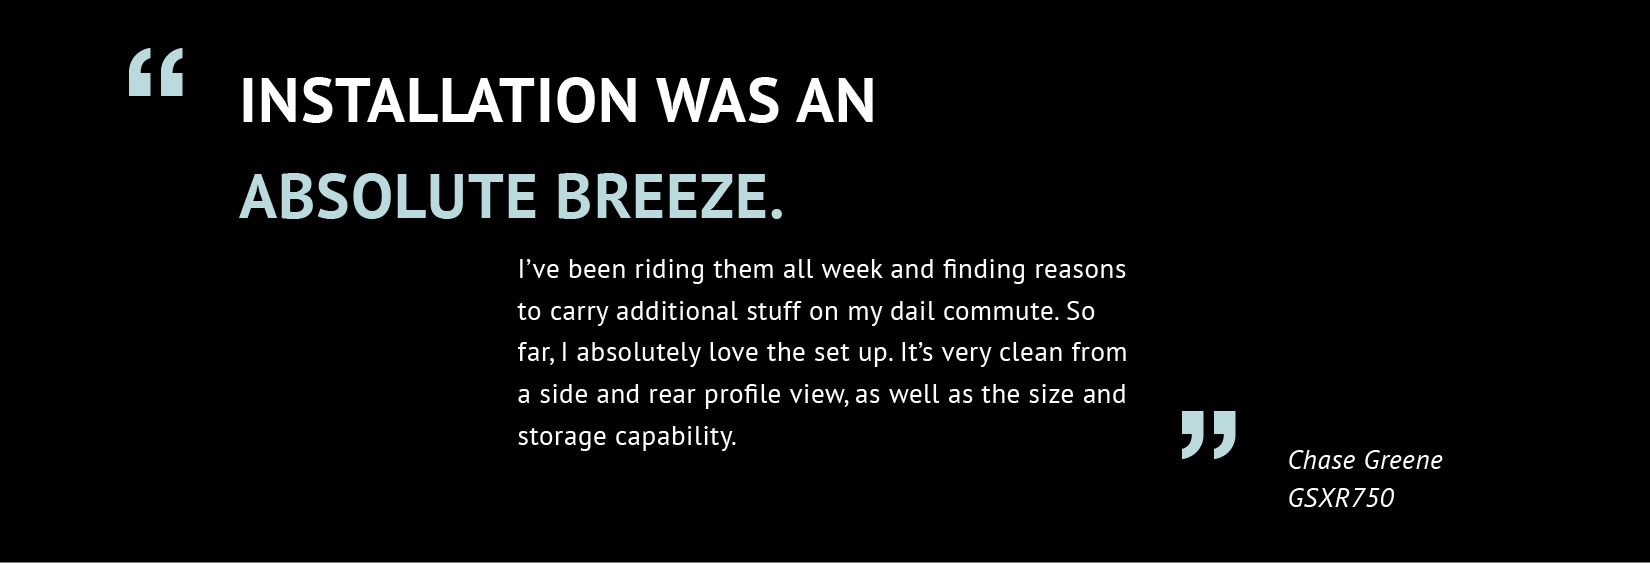 “ INSTALLATION WAS AN
ABSOLUTE BREEZE.
I’ve been riding them all week and finding reasons
to carry additional stuff on my dail commute. So
far, I absolutely love the set up. It’s very clean from
a side and rear profile view, as well as the size and
storage capability. ”
Chase Greene
GSXR750